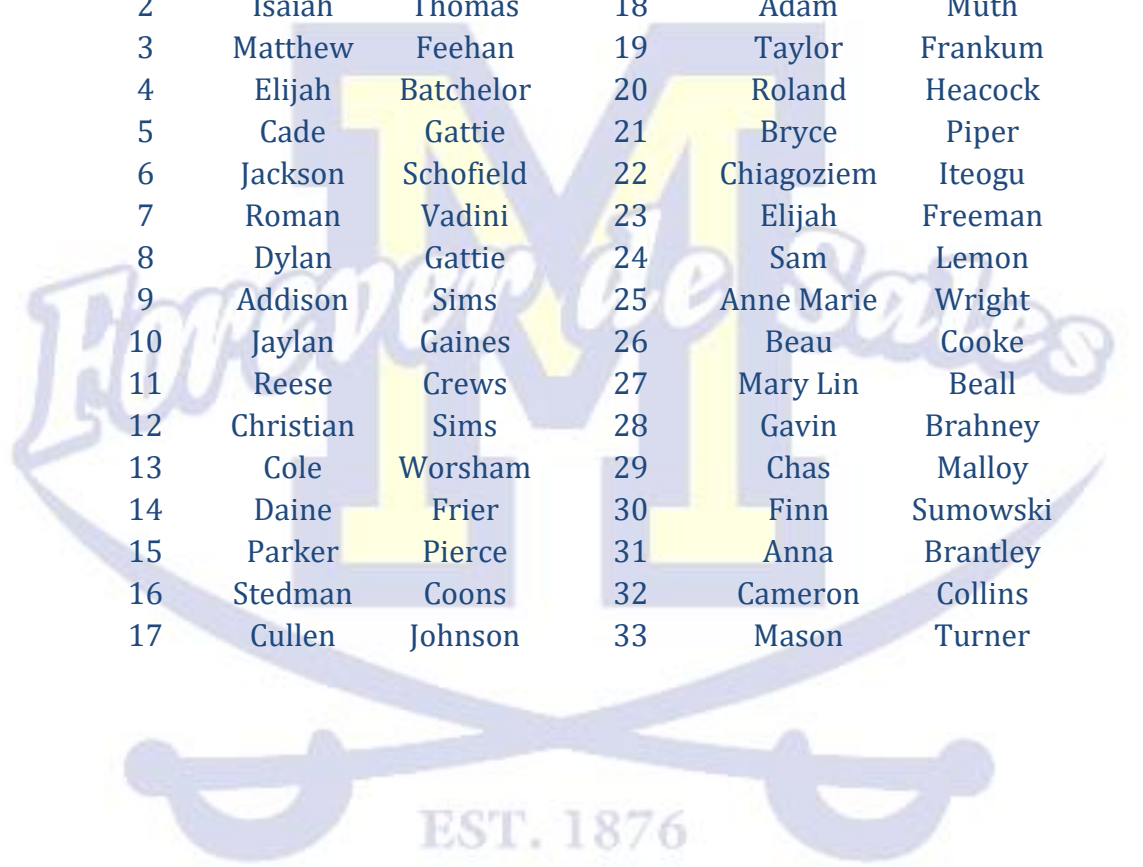 2 Isaiah Thomas 18 Adam Muth
3 Matthew Feehan 19 Taylor Frankum
4 Elijah Batchelor 20 Roland Heacock
5 Cade Gattie 21 Bryce Piper
6 Jackson Schofield 22 Chiagoziem Iteogu
7 Roman Vadini 23 Elijah Freeman
8 Dylan Gattie 24 Sam Lemon
9 Addison Sims 25 Anne Marie Wright
10 Jaylan Gaines 26 Beau Cooke
11 Reese Crews 27 Mary Lin Beall
12 Christian Sims 28 Gavin Brahney
13 Cole Worsham 29 Chas Malloy
14 Daine Frier 30 Finn Sumowski
15 Parker Pierce 31 Anna Brantley
16 Stedman Coons 32 Cameron Collins
17 Cullen Johnson 33 Mason Turner
M
Forever de Sales
EST. 1876